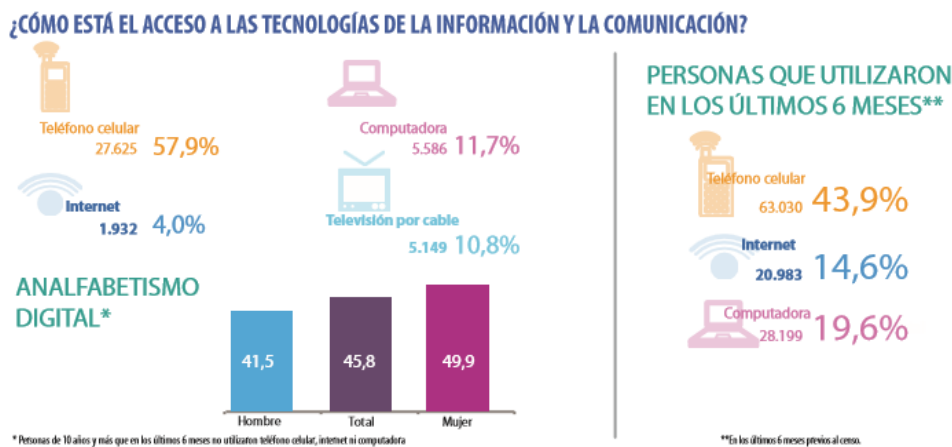 ¿CÓMO ESTÁ EL ACCESO A LAS TECNOLOGÍAS DE LA INFORMACIÓN Y LA COMUNICACIÓN?
Teléfono celular
27.625 57,9%
Computadora
5.586 11,7%
Internet
1.932 4,0%
Televisión por cable
5.149 10,8%
ANALFABETISMO
DIGITAL*
41,5
45,8
49,9
Hombre
Total
Mujer
* Personas de 10 años y más que en los últimos 6 meses no utilizaron teléfono celular, internet ni computadora
PERSONAS QUE UTILIZARON
EN LOS ÚLTIMOS 6 MESES**
Teléfono celular
63.030 43,9%
Internet
20.983 14,6%
Computadora
28.199 19,6%
**En los últimos 6 meses previos al censo.